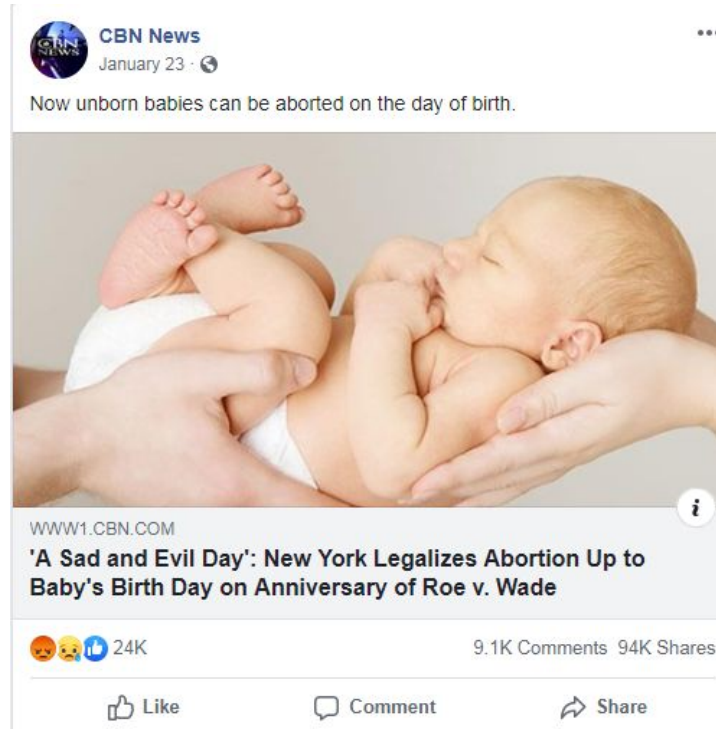 CBN NEWS
CBN News
January 23
Now unborn babies can be aborted on the day of birth.
WWW1.CBN.COM
'A Sad and Evil Day': New York Legalizes Abortion Up to
Baby's Birth Day on Anniversary of Roe v. Wade
24K 9.1K Comments 94K Shares
Like Comment Share